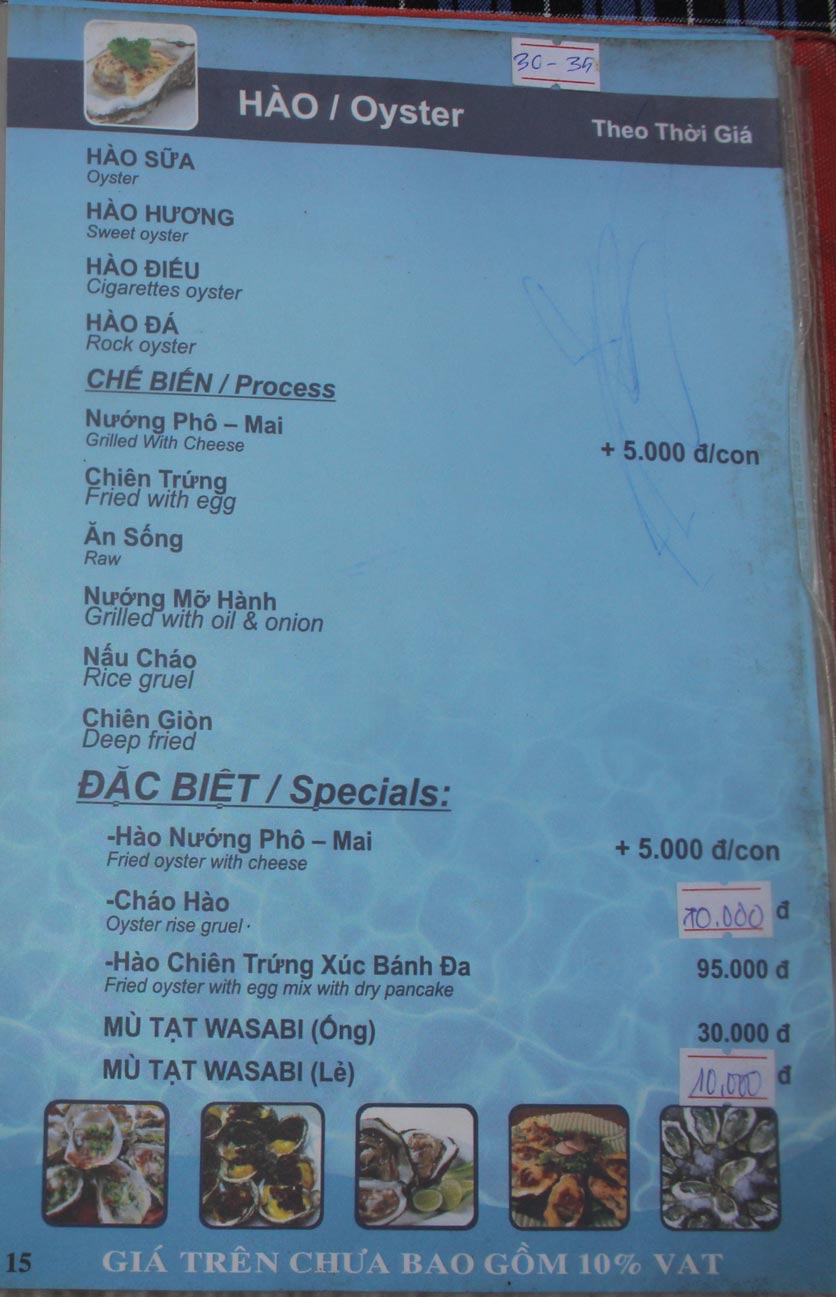 30-35
HÀO / Oyster
Theo Thời Giá
HÀO SỮA
Oyster
HÀO HƯƠNG
Sweet oyster
HÀO ĐIẾU
Cigarettes oyster
HÀO ĐÁ
Rock oyster
CHẾ BIẾN / Process
Nướng Phô – Mai
Grilled With Cheese
+ 5.000 đ/con
Chiên Trứng
Fried with egg
Ăn Sống
Raw
Nướng Mỡ Hành
Grilled with oil & onion
Nấu Cháo
Rice gruel
Chiên Giòn
Deep fried
ĐẶC BIỆT / Specials:
-Hào Nướng Phô – Mai
Fried oyster with cheese
+ 5.000 đ/con
-Cháo Hào
Oyster rise gruel
đ
-Hào Chiên Trứng Xúc Bánh Đa
Fried oyster with egg mix with dry pancake
95.000 đ
MÙ TẠT WASABI (Ống)
30.000 đ
MÙ TẠT WASABI (Lẻ)
10,000 đ
15
GIÁ TRÊN CHƯA BAO GỒM 10% VAT